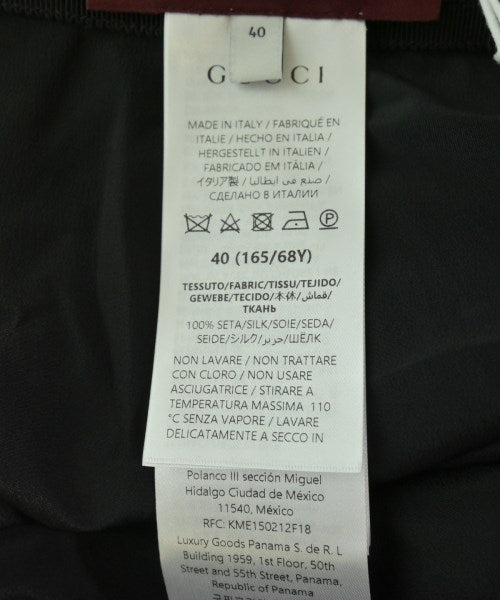 40
GUCCI
MADE IN ITALY / FABRIQUÉ EN
ITALIE / HECHO EN ITALIA /
HERGESTELLT IN ITALIEN /
FABRICADO EM ITÁLIA /
イタリア製 / صنع في ايطاليا /
СДЕЛАНО В ИТАЛИИ
P
40 (165/68Y)
TESSUTO/FABRIC/TISSU/TEJIDO/
GEWEBE/TECIDO/本体/قماش/
ТКАНЬ
100% SETA/SILK/SOIE/SEDA/
SEIDE/シルク/حرير/ШЁЛК
NON LAVARE / NON TRATTARE
CON CLORO / NON USARE
ASCIUGATRICE / STIRARE A
TEMPERATURA MASSIMA 110
°C SENZA VAPORE / LAVARE
DELICATAMENTE A SECCO IN
Polanco III sección Miguel
Hidalgo Ciudad de México
11540, México
RFC: KME150212F18
Luxury Goods Panama S. de R. L
Building 1959, 1st Floor, 50th
Street and 55th Street, Panama,
Republic of Panama